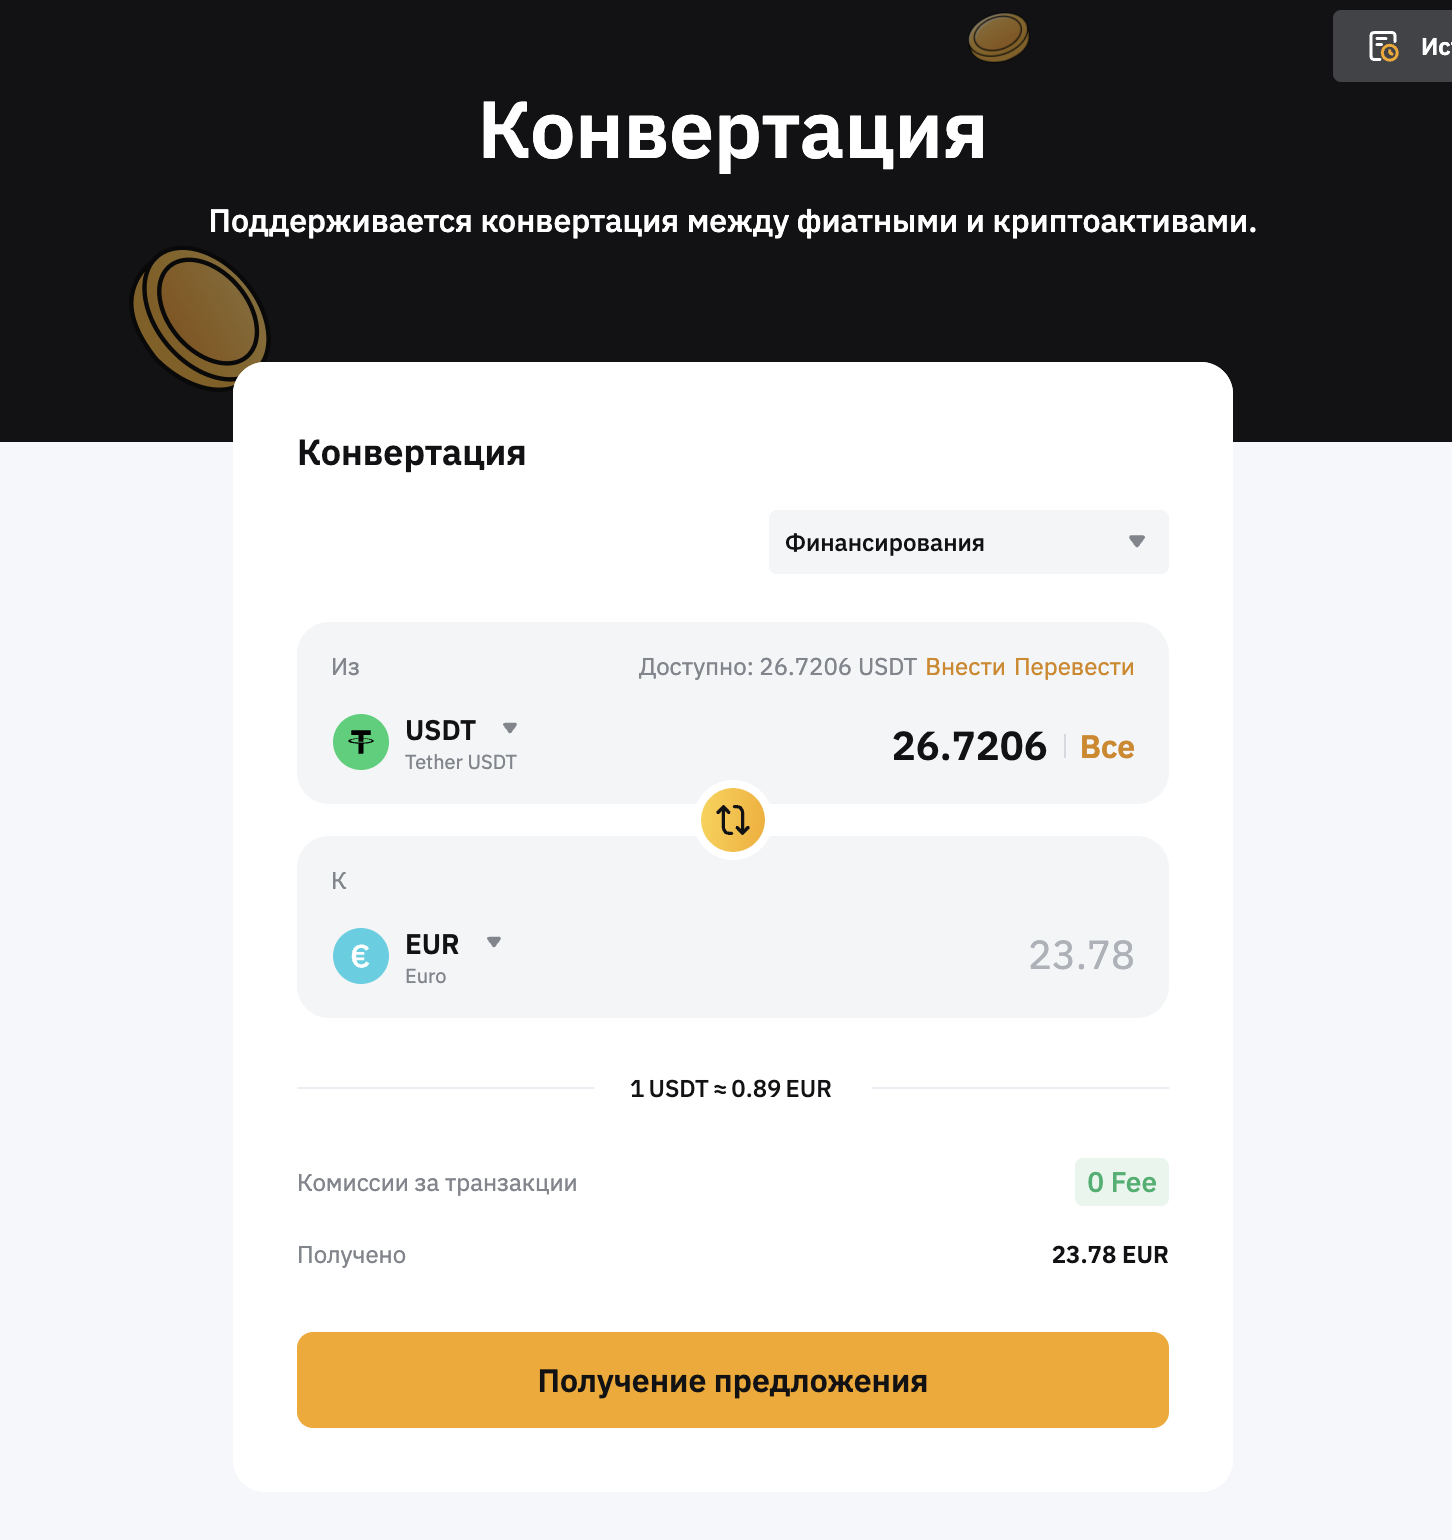 Конвертация
Поддерживается конвертация между фиатными и криптоактивами.
Конвертация
Финансирования
Из
Доступно: 26.7206 USDT Внести Перевести
USDT
Tether USDT
26.7206 Все
К
EUR
Euro
23.78
1 USDT ≈ 0.89 EUR
Комиссии за транзакции 0 Fee
Получено 23.78 EUR
Получение предложения